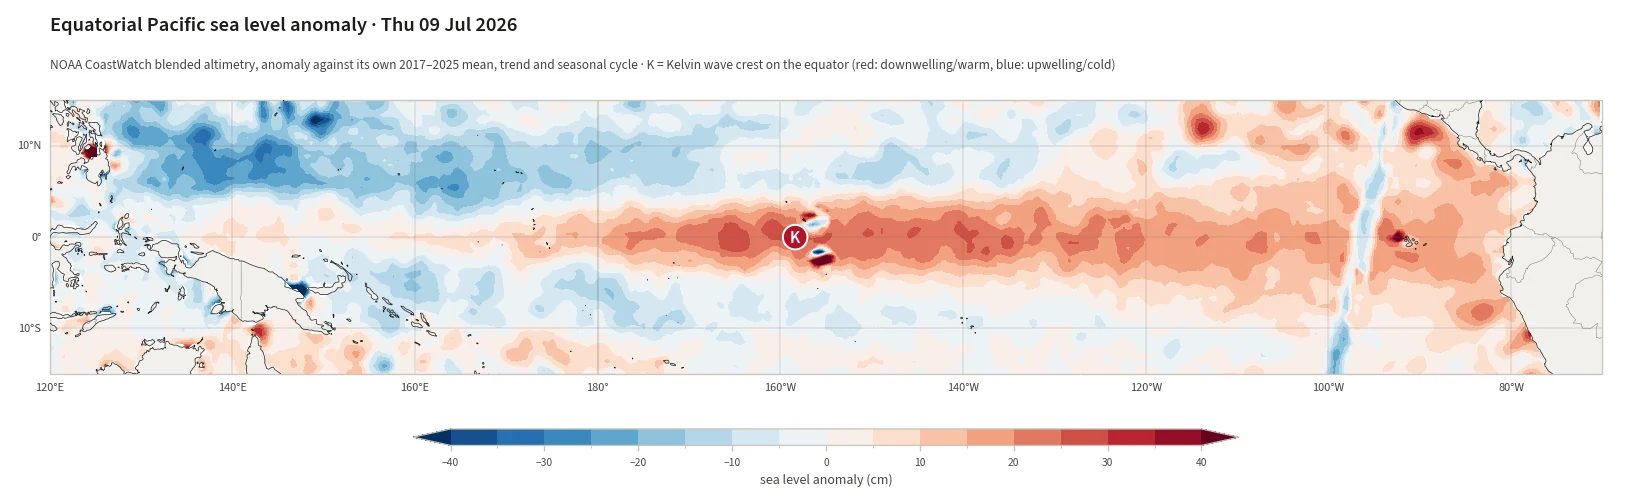 Equatorial Pacific sea level anomaly · Thu 09 Jul 2026
NOAA CoastWatch blended altimetry, anomaly against its own 2017–2025 mean, trend and seasonal cycle · K = Kelvin wave crest on the equator (red: downwelling/warm, blue: upwelling/cold)
10°N
0°
10°S
K
120°E 140°E 160°E 180° 160°W 140°W 120°W 100°W 80°W
−40 −30 −20 −10 0 10 20 30 40
sea level anomaly (cm)